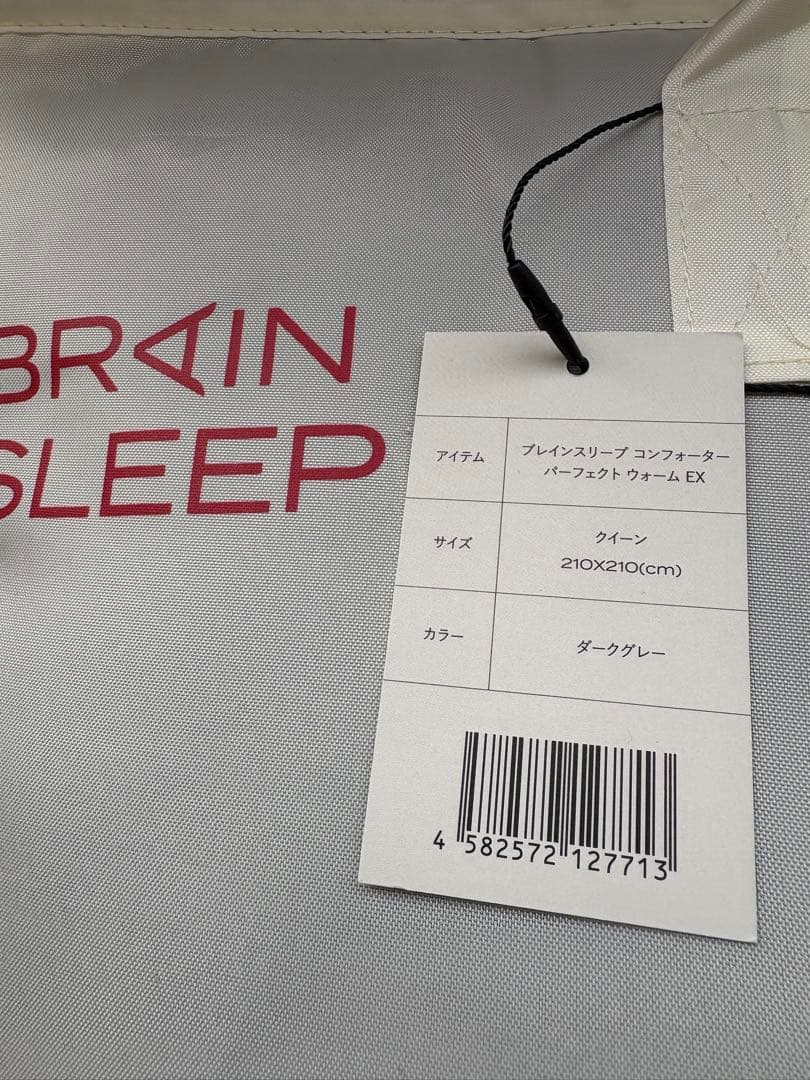 BRAIN
SLEEP
アイテム
ブレインスリープ コンフォーター
パーフェクト ウォーム EX
サイズ
クイーン
210X210(cm)
カラー
ダークグレー
4 582572 127713